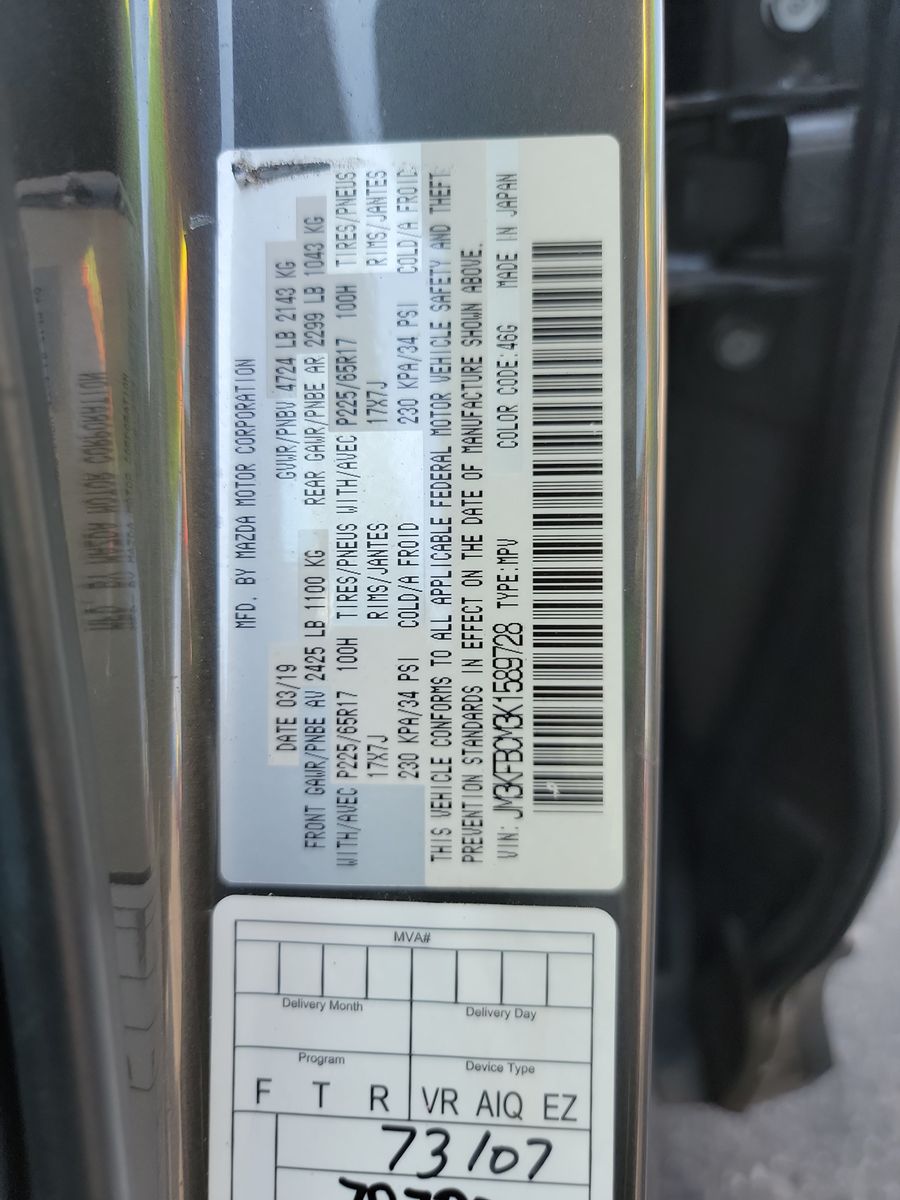 MFD. BY MAZDA MOTOR CORPORATION
DATE 03/19 GVWR/PNBV 4724 LB 2143 KG
FRONT GAWR/PNBE AV 2425 LB 1100 KG REAR GAWR/PNBE AR 2299 LB 1043 KG
WITH/AVEC P225/65R17 100H TIRES/PNEUS WITH/AVEC P225/65R17 100H TIRES/PNEUS
17X7J RIMS/JANTES 17X7J RIMS/JANTES
230 KPA/34 PSI COLD/A FROID 230 KPA/34 PSI COLD/A FROID
THIS VEHICLE CONFORMS TO ALL APPLICABLE FEDERAL MOTOR VEHICLE SAFETY AND THEFT
PREVENTION STANDARDS IN EFFECT ON THE DATE OF MANUFACTURE SHOWN ABOVE.
VIN: JM3KFBCM3K1589728 TYPE:MPV COLOR CODE:46G MADE IN JAPAN
MVA#
Delivery Month Delivery Day
Program Device Type
F T R VR AIQ EZ
73107